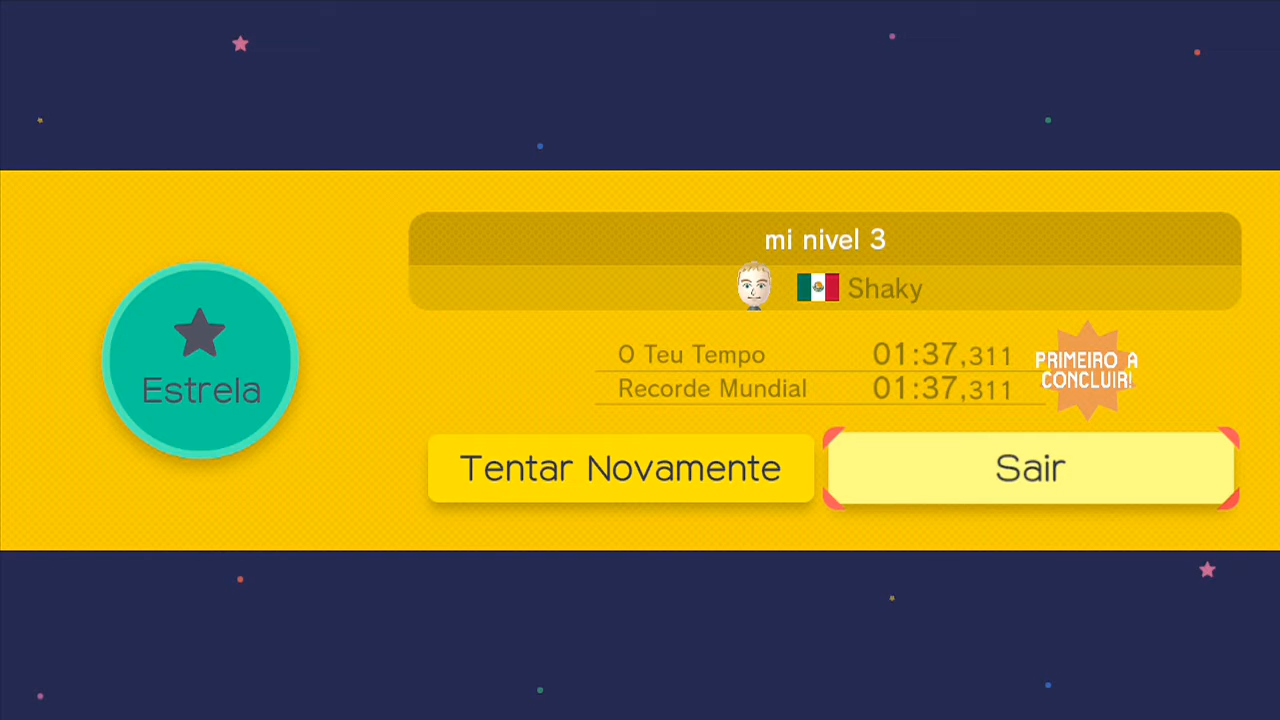 mi nivel 3
Shaky
Estrela
O Teu Tempo 01:37,311
Recorde Mundial 01:37,311
PRIMEIRO A
CONCLUIR!
Tentar Novamente
Sair